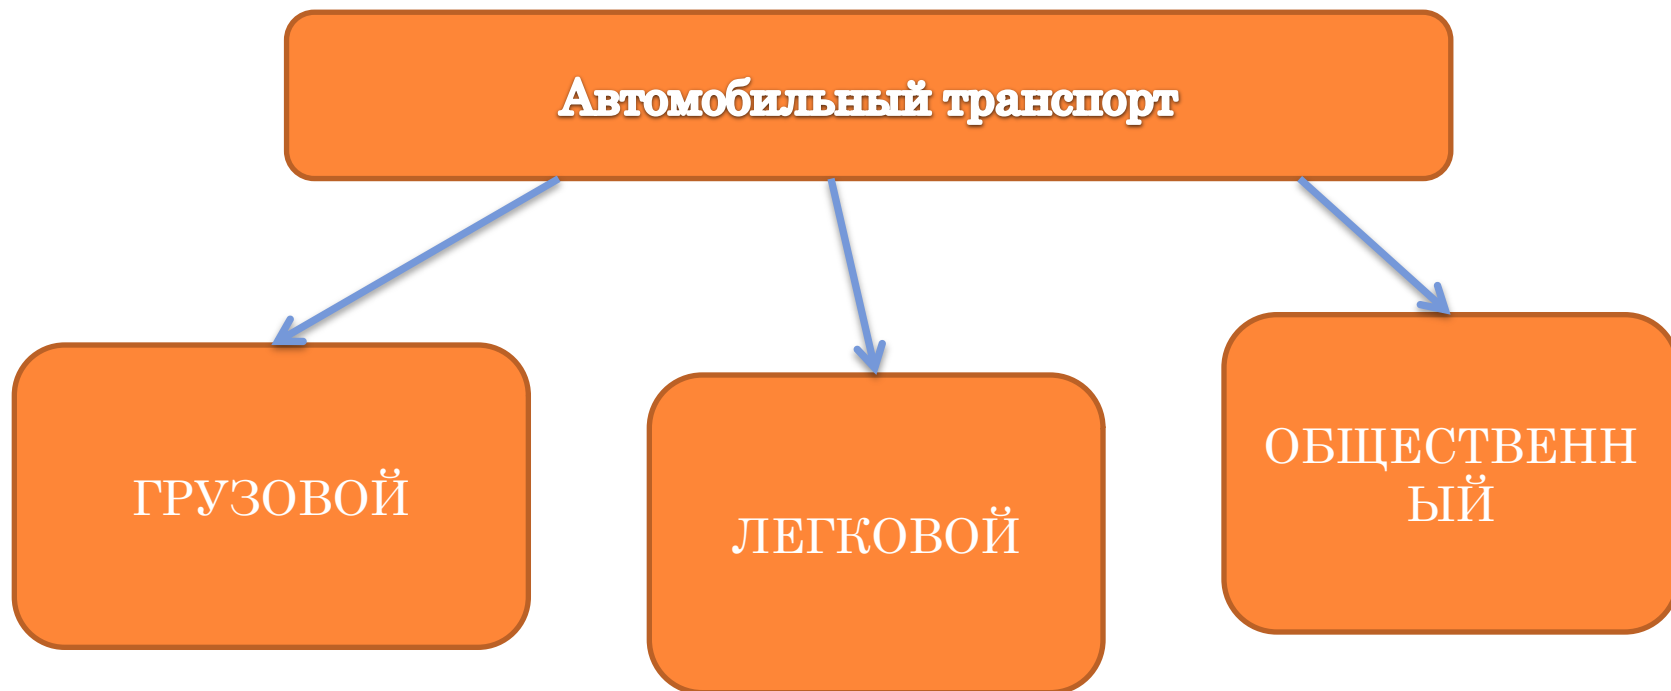 Автомобильный транспорт
ГРУЗОВОЙ
ЛЕГКОВОЙ
ОБЩЕСТВЕНН
ЫЙ